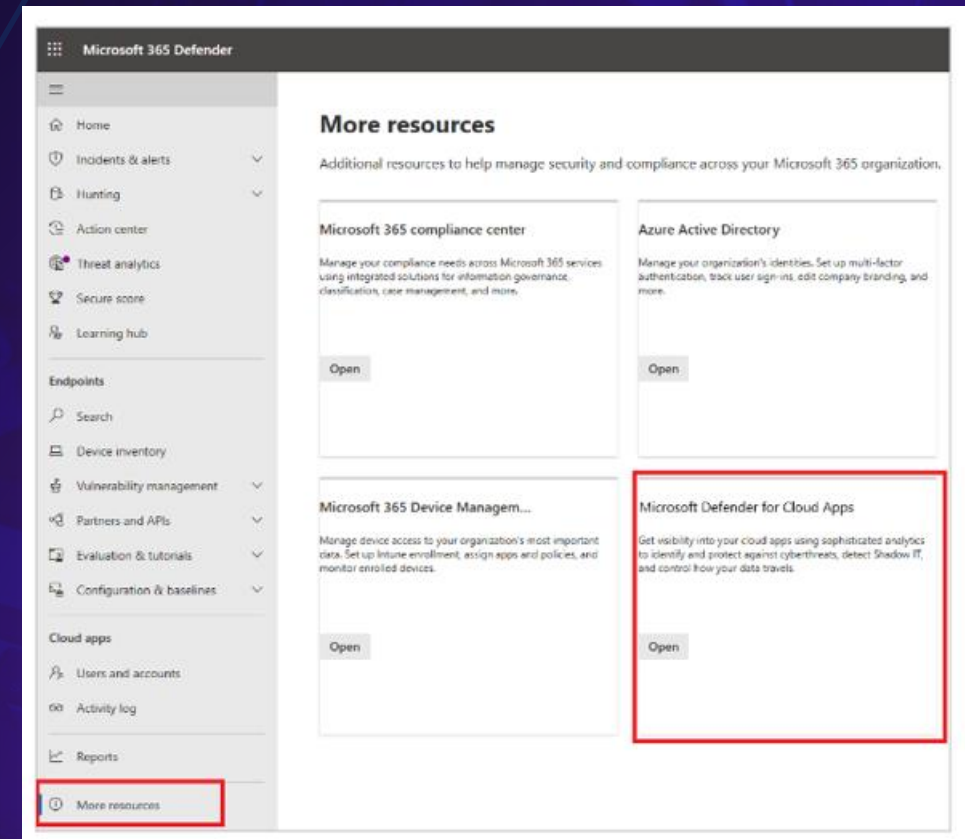 Microsoft 365 Defender
Home
Incidents & alerts
Hunting
Action center
Threat analytics
Secure score
Learning hub
Endpoints
Search
Device inventory
Vulnerability management
Partners and APIs
Evaluation & tutorials
Configuration & baselines
Cloud apps
Users and accounts
Activity log
Reports
More resources
More resources
Additional resources to help manage security and compliance across your Microsoft 365 organization.
Microsoft 365 compliance center
Manage your compliance needs across Microsoft 365 services
using integrated solutions for information governance,
classification, case management, and more.
Open
Azure Active Directory
Manage your organization's identities. Set up multi-factor
authentication, track user sign-ins, edit company branding, and
more.
Open
Microsoft 365 Device Managem...
Manage device access to your organization's most important
data. Set up Intune enrollment, assign apps and policies, and
monitor enrolled devices.
Open
Microsoft Defender for Cloud Apps
Get visibility into your cloud apps using sophisticated analytics
to identify and protect against cyberthreats, detect Shadow IT,
and control how your data travels.
Open